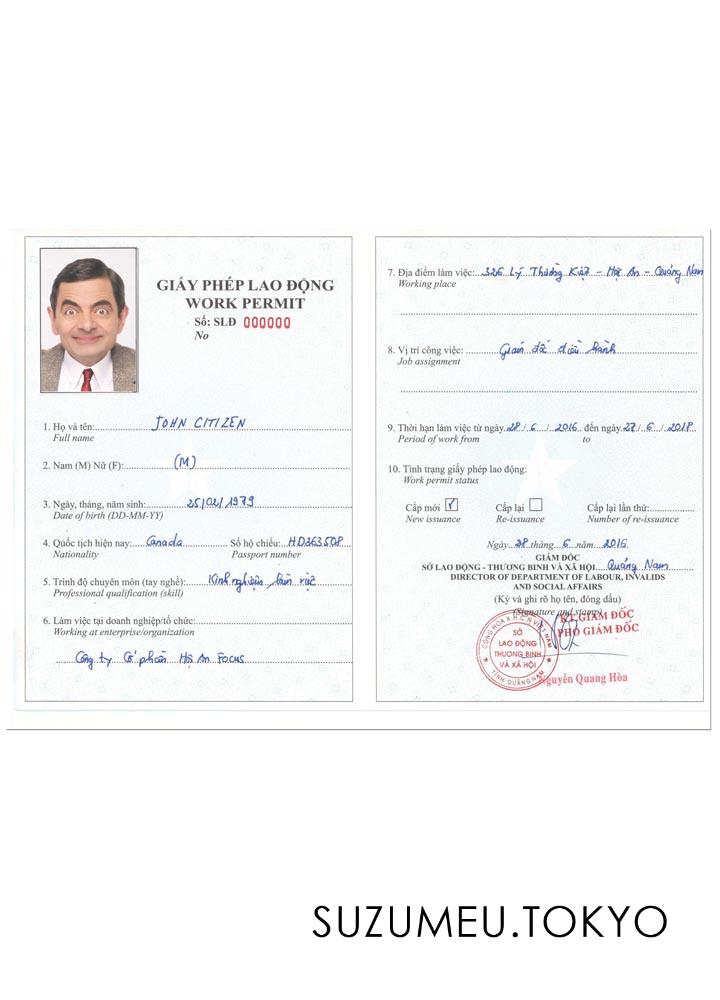 GIẤY PHÉP LAO ĐỘNG
WORK PERMIT
Số: SLĐ 000000
No
1. Họ và tên: JOHN CITIZEN
Full name
2. Nam (M) Nữ (F): (M)
3. Ngày, tháng, năm sinh: 25/02/1979
Date of birth (DD-MM-YY)
4. Quốc tịch hiện nay: Canada Số hộ chiếu: HD363508
Nationality Passport number
5. Trình độ chuyên môn (tay nghề): Kinh nghiệm làm việc
Professional qualification (skill)
6. Làm việc tại doanh nghiệp/tổ chức:
Working at enterprise/organization
Công ty Cổ phần Hội An Focus
7. Địa điểm làm việc: 326 Lý Thường Kiệt - Hội An - Quảng Nam
Working place
8. Vị trí công việc: Giám đốc điều hành
Job assignment
9. Thời hạn làm việc từ ngày 28/6/2016 đến ngày 27/6/2018
Period of work from to
10. Tình trạng giấy phép lao động:
Work permit status
Cấp mới ✓ Cấp lại Cấp lại lần thứ:
New issuance Re-issuance Number of re-issuance
Ngày 28 tháng 6 năm 2016
GIÁM ĐỐC
SỞ LAO ĐỘNG - THƯƠNG BINH VÀ XÃ HỘI Quảng Nam
DIRECTOR OF DEPARTMENT OF LABOUR, INVALIDS
AND SOCIAL AFFAIRS
(Ký và ghi rõ họ tên, đóng dấu)
(Signature and stamp)
KT.GIÁM ĐỐC
PHÓ GIÁM ĐỐC
CỘNG HÒA X.H.C.N VIỆT NAM
SỞ
LAO ĐỘNG
THƯƠNG BINH
VÀ XÃ HỘI
TỈNH QUẢNG NAM
Nguyễn Quang Hòa
SUZUMEU.TOKYO